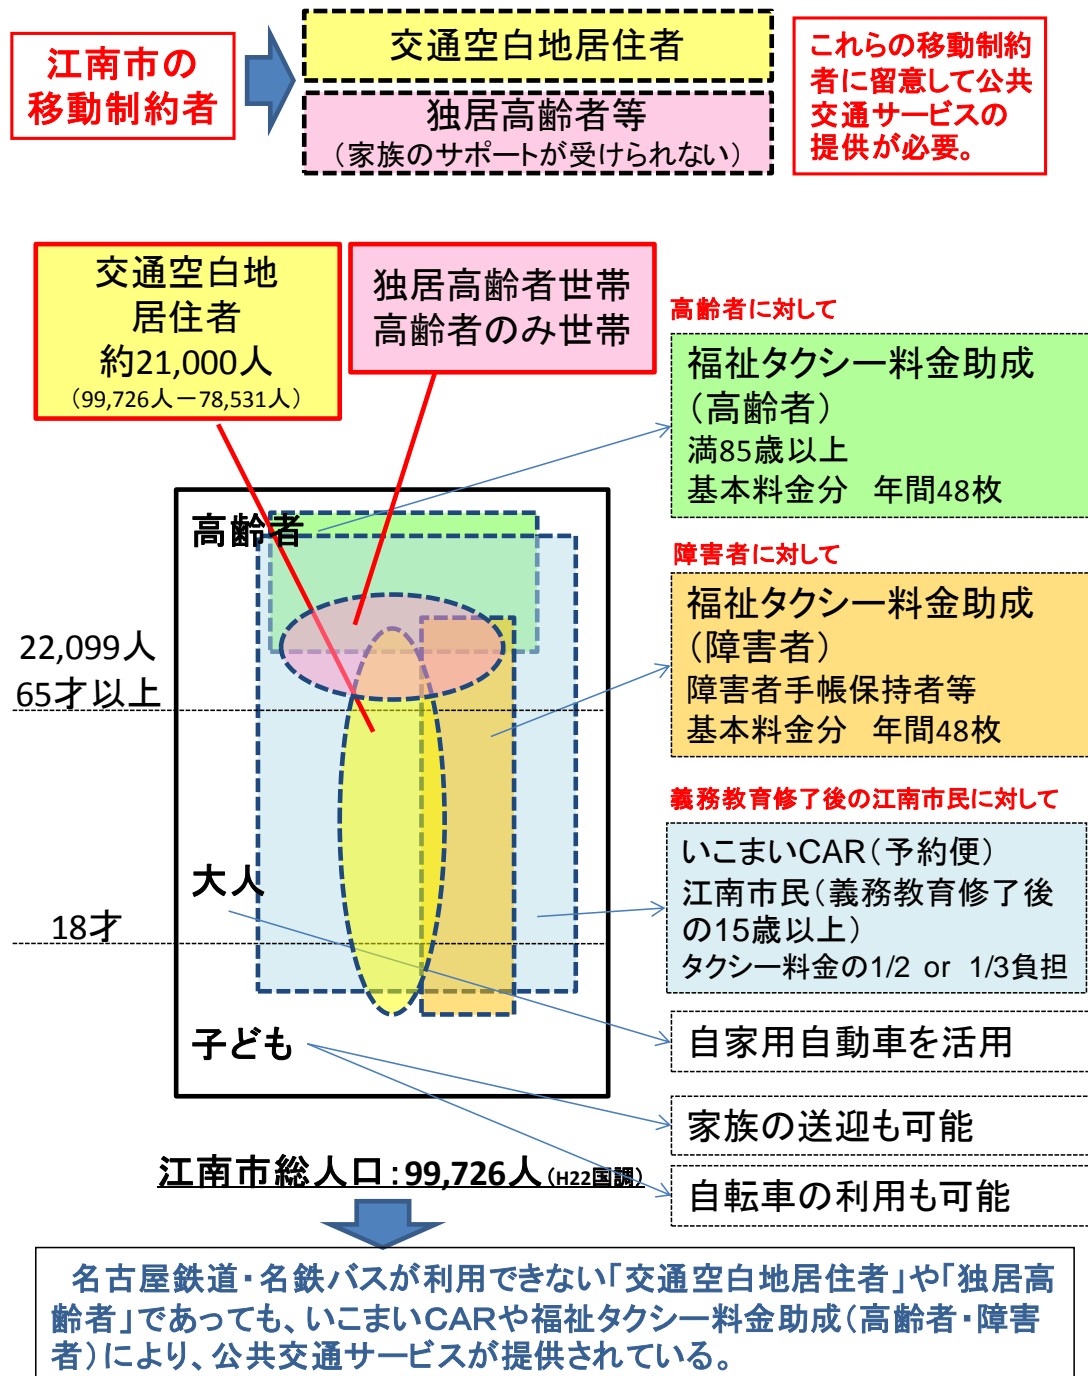 江南市の
移動制約者
交通空白地居住者
独居高齢者等
（家族のサポートが受けられない）
これらの移動制約
者に留意して公共
交通サービスの
提供が必要。
交通空白地
居住者
約21,000人
（99,726人－78,531人）
独居高齢者世帯
高齢者のみ世帯
高齢者に対して
福祉タクシー料金助成
（高齢者）
満85歳以上
基本料金分　年間48枚
障害者に対して
福祉タクシー料金助成
（障害者）
障害者手帳保持者等
基本料金分　年間48枚
義務教育修了後の江南市民に対して
いこまいCAR（予約便）
江南市民（義務教育修了後
の15歳以上）
タクシー料金の1/2 or 1/3負担
自家用自動車を活用
家族の送迎も可能
自転車の利用も可能
高齢者
22,099人
65才以上
大人
18才
子ども
江南市総人口：99,726人（H22国調）
名古屋鉄道・名鉄バスが利用できない「交通空白地居住者」や「独居高
齢者」であっても、いこまいCARや福祉タクシー料金助成（高齢者・障害
者）により、公共交通サービスが提供されている。